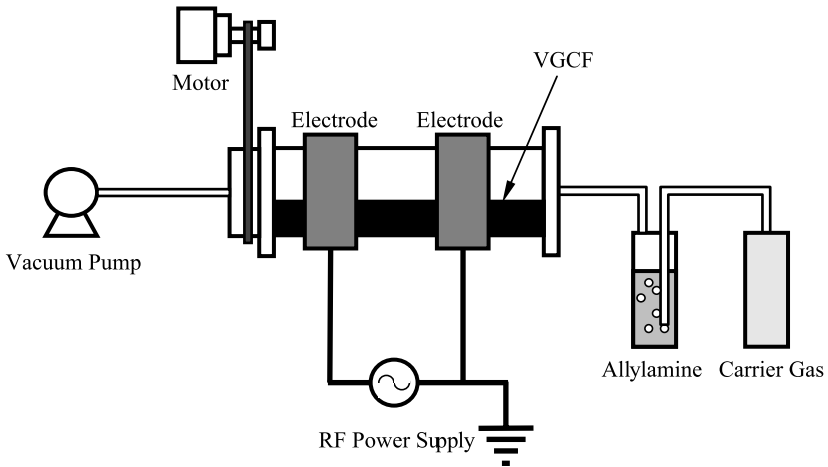 Motor
VGCF
Electrode
Electrode
Vacuum Pump
Allylamine
Carrier Gas
RF Power Supply